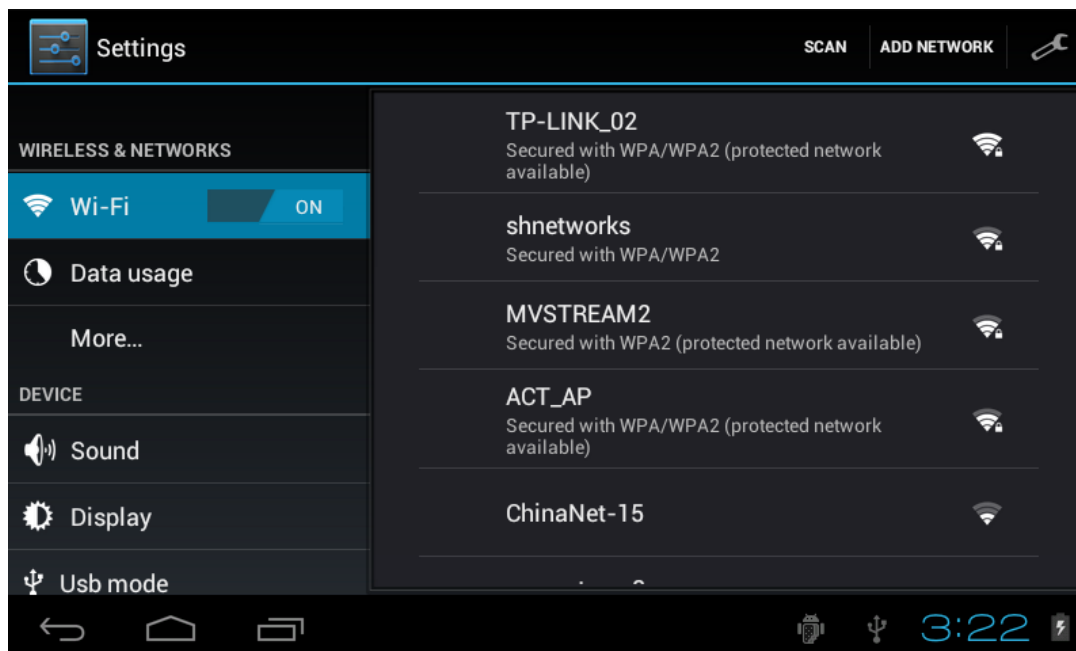 Settings
SCAN
ADD NETWORK
WIRELESS & NETWORKS
Wi-Fi
ON
Data usage
More...
DEVICE
Sound
Display
Usb mode
TP-LINK_02
Secured with WPA/WPA2 (protected network
available)
shnetworks
Secured with WPA/WPA2
MVSTREAM2
Secured with WPA2 (protected network available)
ACT_AP
Secured with WPA/WPA2 (protected network
available)
ChinaNet-15
3:22